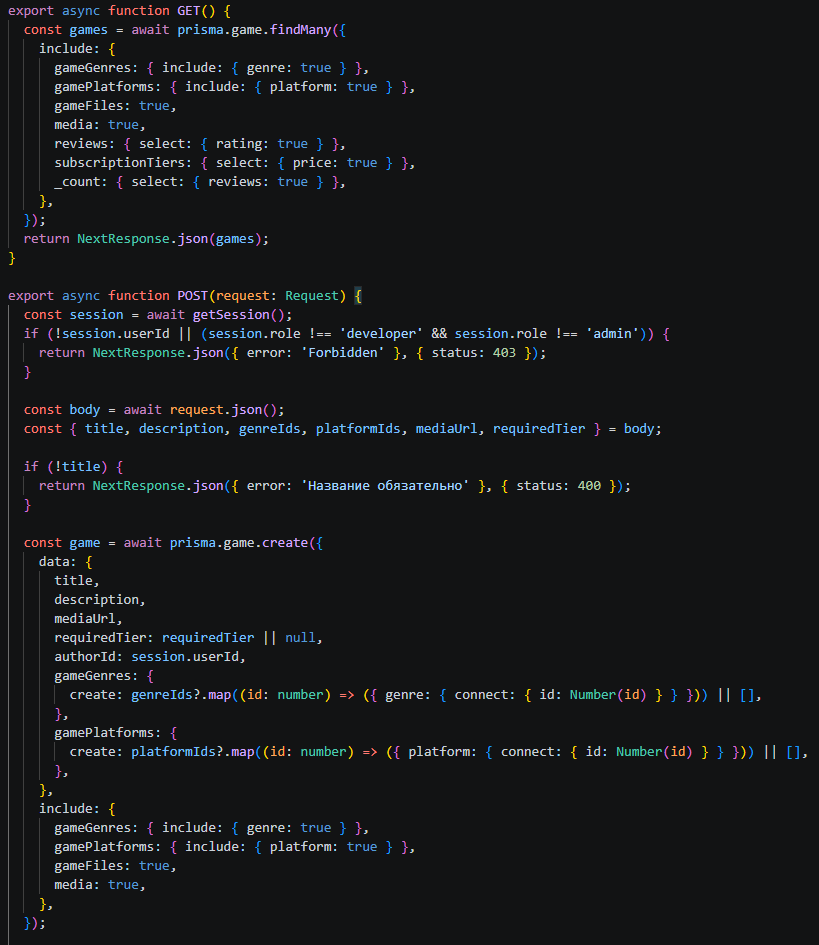 export async function GET() {
const games = await prisma.game.findMany({
include: {
gameGenres: { include: { genre: true } },
gamePlatforms: { include: { platform: true } },
gameFiles: true,
media: true,
reviews: { select: { rating: true } },
subscriptionTiers: { select: { price: true } },
_count: { select: { reviews: true } },
},
});
return NextResponse.json(games);
}
export async function POST(request: Request) {
const session = await getSession();
if (!session.userId || (session.role !== 'developer' && session.role !== 'admin')) {
return NextResponse.json({ error: 'Forbidden' }, { status: 403 });
}
const body = await request.json();
const { title, description, genreIds, platformIds, mediaUrl, requiredTier } = body;
if (!title) {
return NextResponse.json({ error: 'Название обязательно' }, { status: 400 });
}
const game = await prisma.game.create({
data: {
title,
description,
mediaUrl,
requiredTier: requiredTier || null,
authorId: session.userId,
gameGenres: {
create: genreIds?.map((id: number) => ({ genre: { connect: { id: Number(id) } } })) || [],
},
gamePlatforms: {
create: platformIds?.map((id: number) => ({ platform: { connect: { id: Number(id) } } })) || [],
},
},
include: {
gameGenres: { include: { genre: true } },
gamePlatforms: { include: { platform: true } },
gameFiles: true,
media: true,
},
});